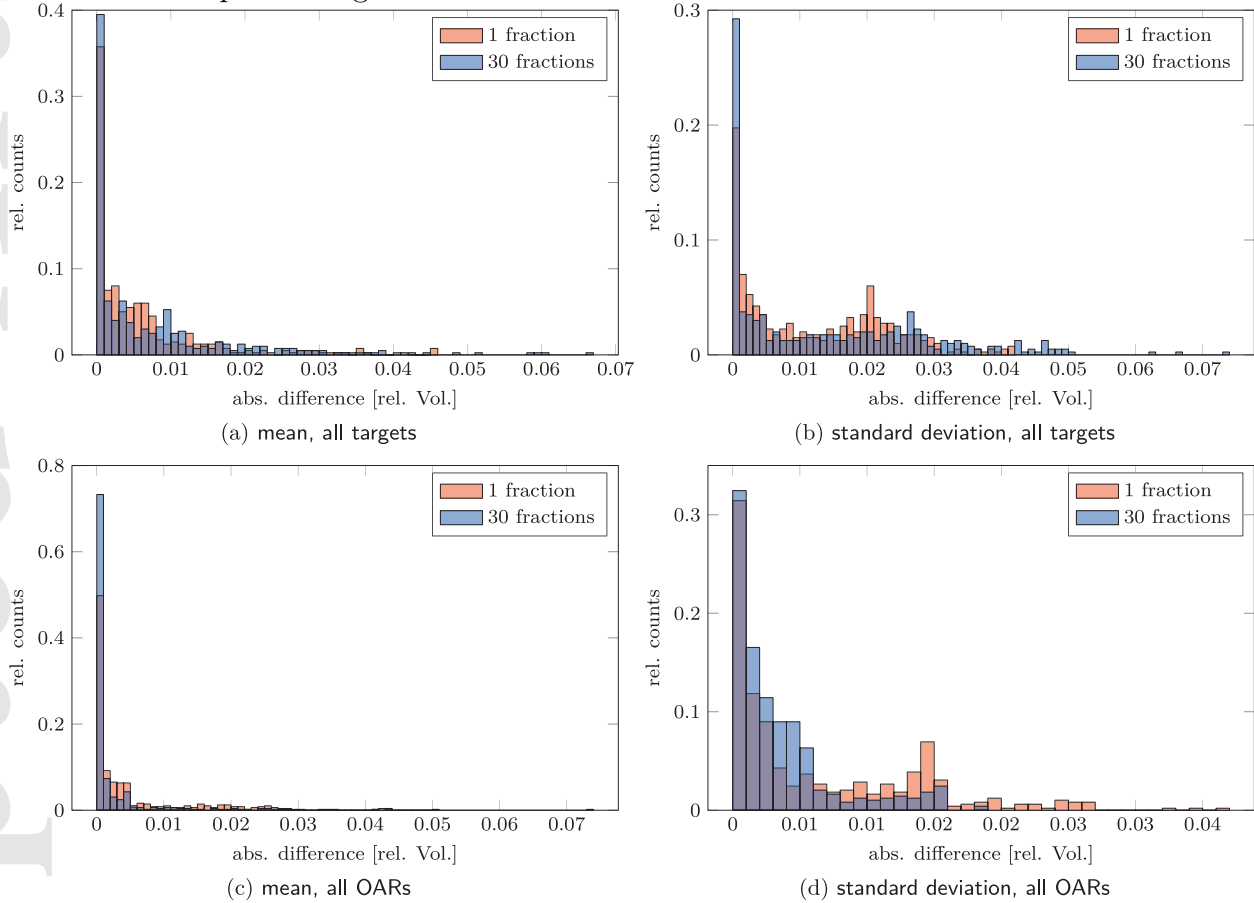 0.4
0.3
0.2
0.1
0
rel. counts
1 fraction
30 fractions
0
0.01
0.02
0.03
0.04
0.05
0.06
0.07
abs. difference [rel. Vol.]
(a) mean, all targets
0.3
0.2
0.1
0
rel. counts
1 fraction
30 fractions
0
0.01
0.02
0.02
0.03
0.04
0.05
0.07
abs. difference [rel. Vol.]
(b) standard deviation, all targets
0.8
0.6
0.4
0.2
0
rel. counts
1 fraction
30 fractions
0
0.01
0.02
0.03
0.04
0.05
0.06
0.07
abs. difference [rel. Vol.]
(c) mean, all OARs
0.3
0.2
0.1
0
rel. counts
1 fraction
30 fractions
0
0.01
0.01
0.02
0.02
0.03
0.03
0.04
abs. difference [rel. Vol.]
(d) standard deviation, all OARs